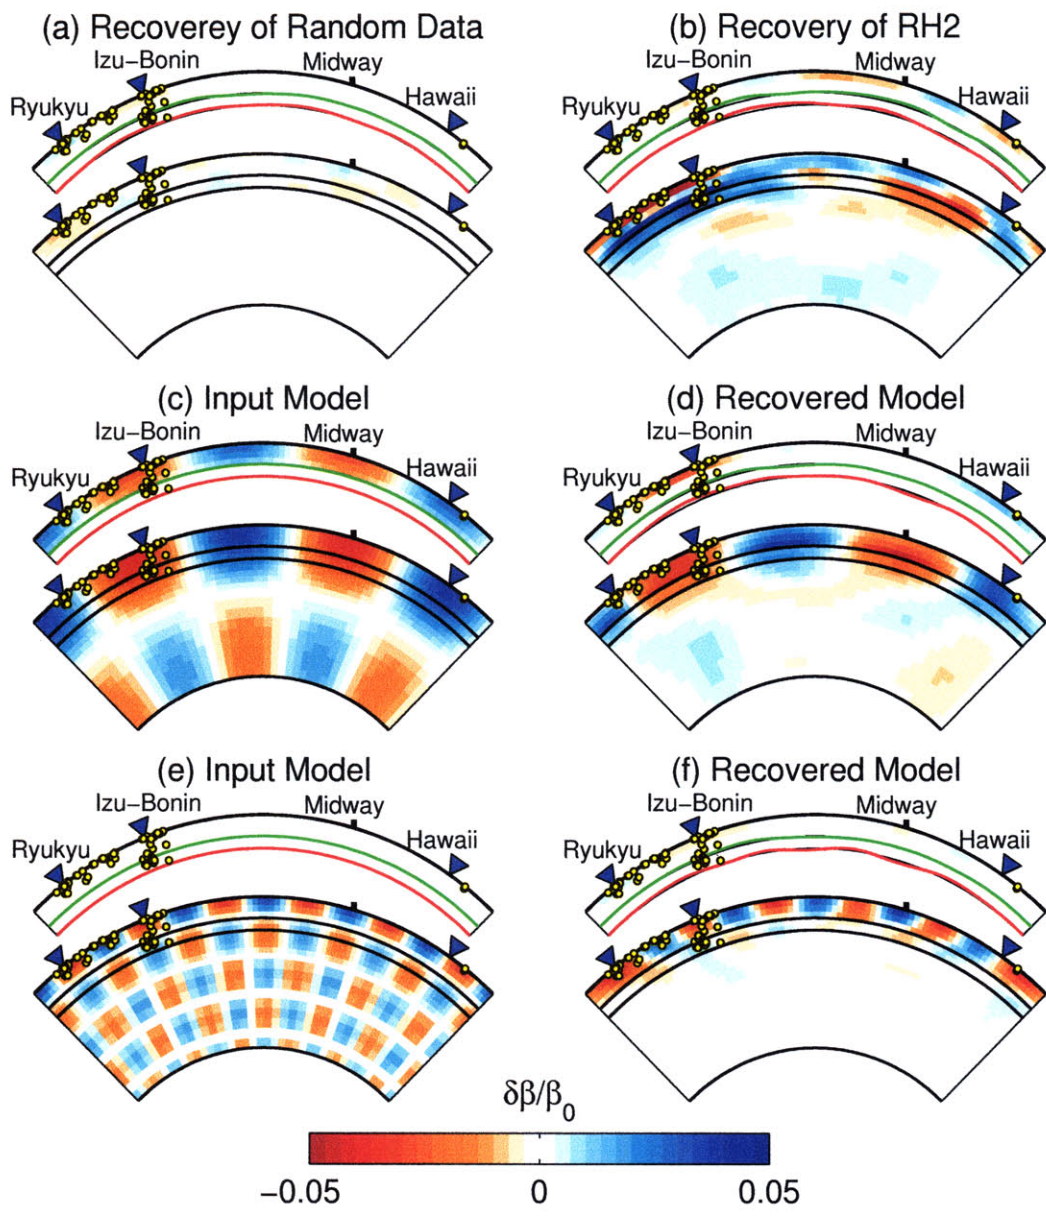 (a) Recoverey of Random Data
Izu-Bonin
Midway
Ryukyu
Hawaii
(b) Recovery of RH2
Izu-Bonin
Midway
Ryukyu
Hawaii
(c) Input Model
Izu-Bonin
Midway
Ryukyu
Hawaii
(d) Recovered Model
Izu-Bonin
Midway
Ryukyu
Hawaii
(e) Input Model
Izu-Bonin
Midway
Ryukyu
Hawaii
(f) Recovered Model
Izu-Bonin
Midway
Ryukyu
Hawaii
δβ/β₀
−0.05 0 0.05